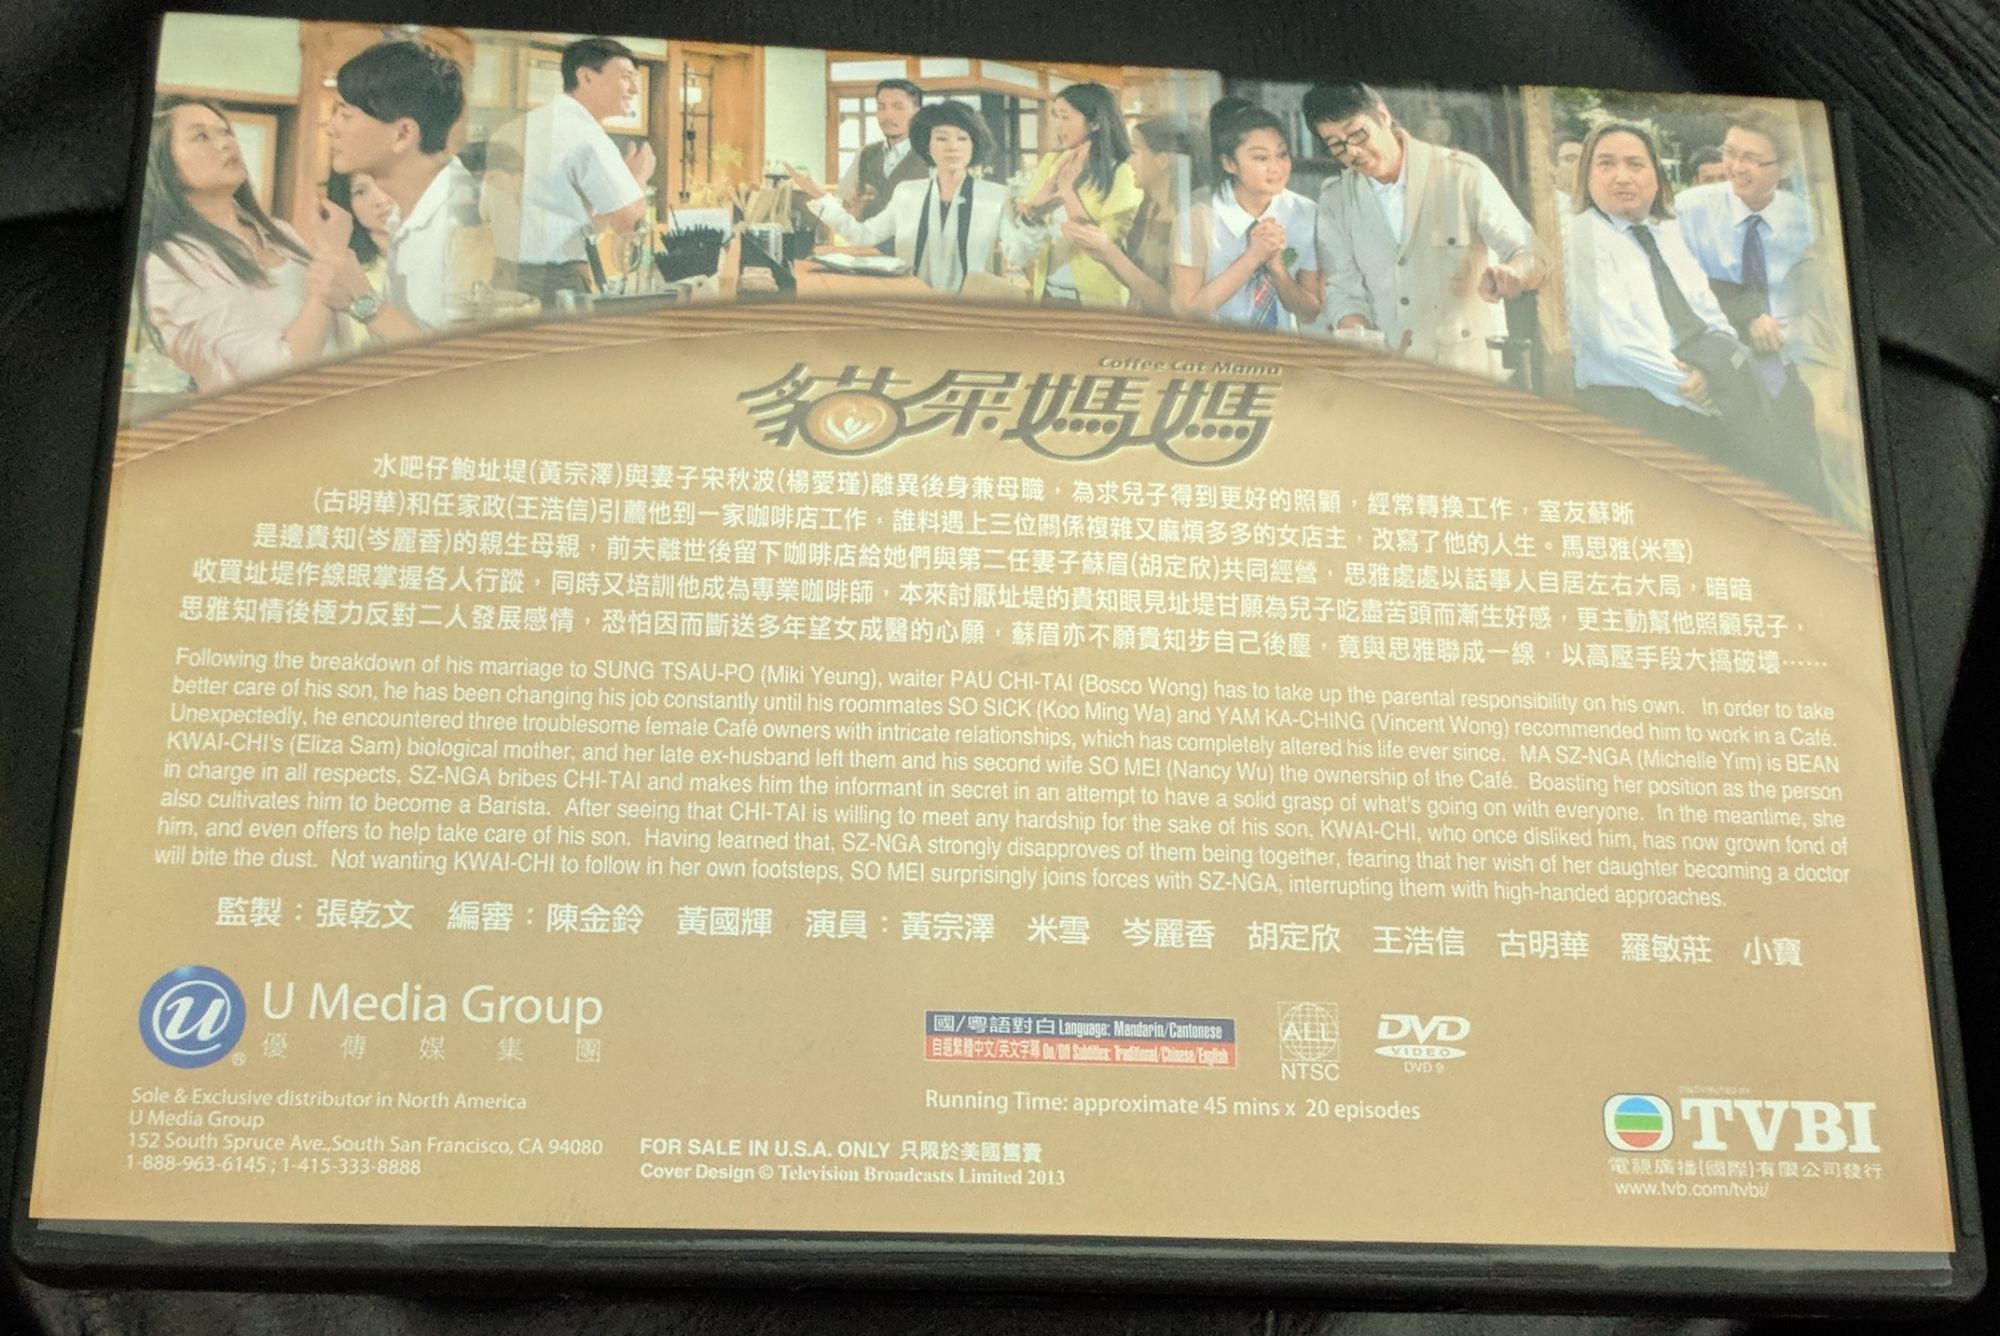 Coffee Cat Mama
貓屎媽媽
水吧仔鮑址堤(黃宗澤)與妻子宋秋波(楊愛瑾)離異後身兼母職，為求兒子得到更好的照顧，經常轉換工作，室友蘇晰
(古明華)和任家政(王浩信)引薦他到一家咖啡店工作，誰料遇上三位關係複雜又麻煩多多的女店主，改寫了他的人生。馬思雅(米雪)
是邊貴知(岑麗香)的親生母親，前夫離世後留下咖啡店給她們與第二任妻子蘇眉(胡定欣)共同經營，思雅處處以話事人自居左右大局，暗暗
收買址堤作線眼掌握各人行蹤，同時又培訓他成為專業咖啡師，本來討厭址堤的貴知眼見址堤甘願為兒子吃盡苦頭而漸生好感，更主動幫他照顧兒子，
思雅知情後極力反對二人發展感情，恐怕因而斷送多年望女成醫的心願，蘇眉亦不願貴知步自己後塵，竟與思雅聯成一線，以高壓手段大搞破壞……
Following the breakdown of his marriage to SUNG TSAU-PO (Miki Yeung), waiter PAU CHI-TAI (Bosco Wong) has to take up the parental responsibility on his own. In order to take
better care of his son, he has been changing his job constantly until his roommates SO SICK (Koo Ming Wa) and YAM KA-CHING (Vincent Wong) recommended him to work in a Café.
Unexpectedly, he encountered three troublesome female Café owners with intricate relationships, which has completely altered his life ever since. MA SZ-NGA (Michelle Yim) is BEAN
KWAI-CHI's (Eliza Sam) biological mother, and her late ex-husband left them and his second wife SO MEI (Nancy Wu) the ownership of the Café. Boasting her position as the person
in charge in all respects, SZ-NGA bribes CHI-TAI and makes him the informant in secret in an attempt to have a solid grasp of what's going on with everyone. In the meantime, she
also cultivates him to become a Barista. After seeing that CHI-TAI is willing to meet any hardship for the sake of his son, KWAI-CHI, who once disliked him, has now grown fond of
him, and even offers to help take care of his son. Having learned that, SZ-NGA strongly disapproves of them being together, fearing that her wish of her daughter becoming a doctor
will bite the dust. Not wanting KWAI-CHI to follow in her own footsteps, SO MEI surprisingly joins forces with SZ-NGA, interrupting them with high-handed approaches.
監製：張乾文 編審：陳金鈴 黃國輝 演員：黃宗澤 米雪 岑麗香 胡定欣 王浩信 古明華 羅敏莊 小寶
u U Media Group
優傳媒集團
Sole & Exclusive distributor in North America
U Media Group
152 South Spruce Ave.,South San Francisco, CA 94080
1-888-963-6145 ; 1-415-333-8888
FOR SALE IN U.S.A. ONLY 只限於美國售賣
Cover Design © Television Broadcasts Limited 2013
國/粵語對白 Language: Mandarin/Cantonese
自選繁體中文/英文字幕 On/Off Subtitles: Traditional/Chinese/English
ALL
NTSC
DVD
VIDEO
DVD 9
Running Time: approximate 45 mins x 20 episodes
DISTRIBUTED BY
TVBI
電視廣播(國際)有限公司發行
www.tvb.com/tvbi/